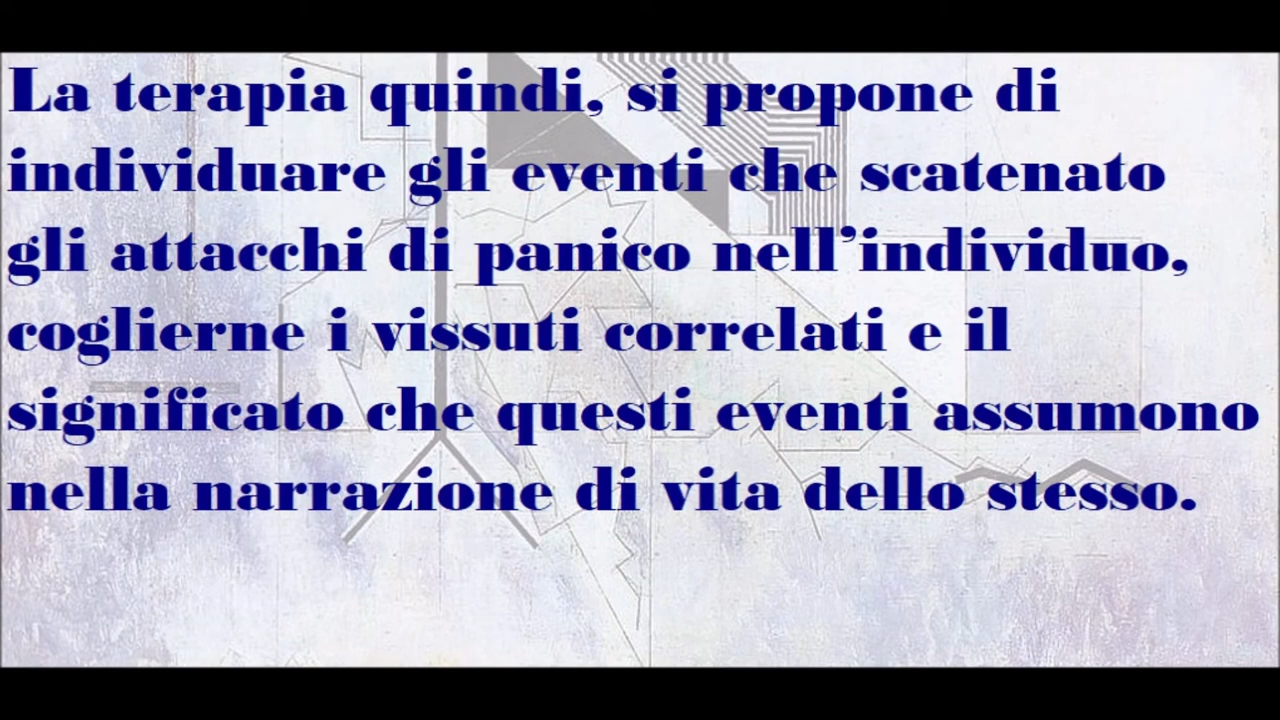 La terapia quindi, si propone di
individuare gli eventi che scatenato
gli attacchi di panico nell’individuo,
coglierne i vissuti correlati e il
significato che questi eventi assumono
nella narrazione di vita dello stesso.